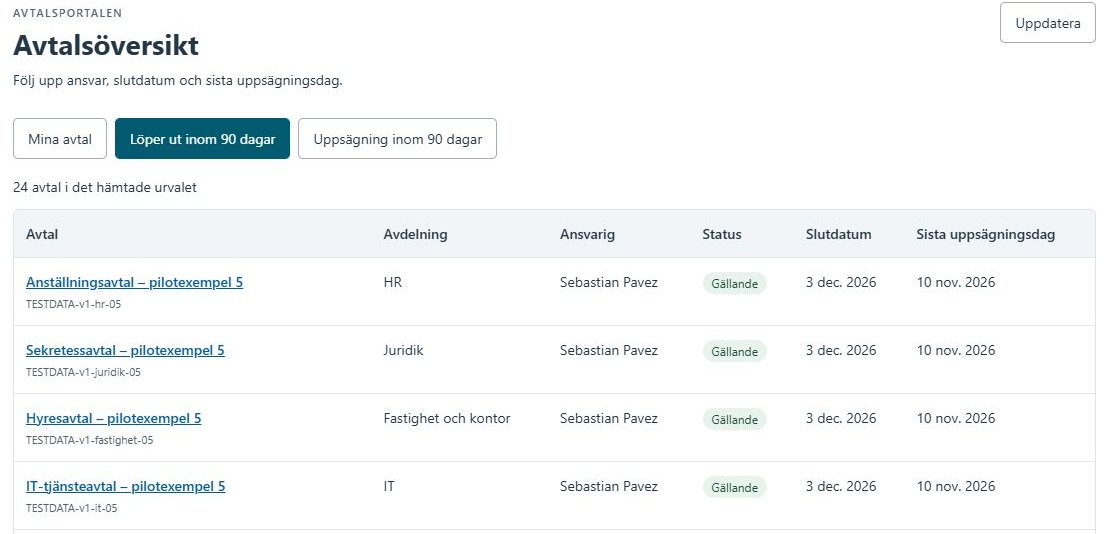 AVTALSPORTALEN
Avtalsöversikt
Uppdatera
Följ upp ansvar, slutdatum och sista uppsägningsdag.
Mina avtal
Löper ut inom 90 dagar
Uppsägning inom 90 dagar
24 avtal i det hämtade urvalet
Avtal Avdelning Ansvarig Status Slutdatum Sista uppsägningsdag
Anställningsavtal – pilotexempel 5 HR Sebastian Pavez Gällande 3 dec. 2026 10 nov. 2026
TESTDATA-v1-hr-05
Sekretessavtal – pilotexempel 5 Juridik Sebastian Pavez Gällande 3 dec. 2026 10 nov. 2026
TESTDATA-v1-juridik-05
Hyresavtal – pilotexempel 5 Fastighet och kontor Sebastian Pavez Gällande 3 dec. 2026 10 nov. 2026
TESTDATA-v1-fastighet-05
IT-tjänsteavtal – pilotexempel 5 IT Sebastian Pavez Gällande 3 dec. 2026 10 nov. 2026
TESTDATA-v1-it-05